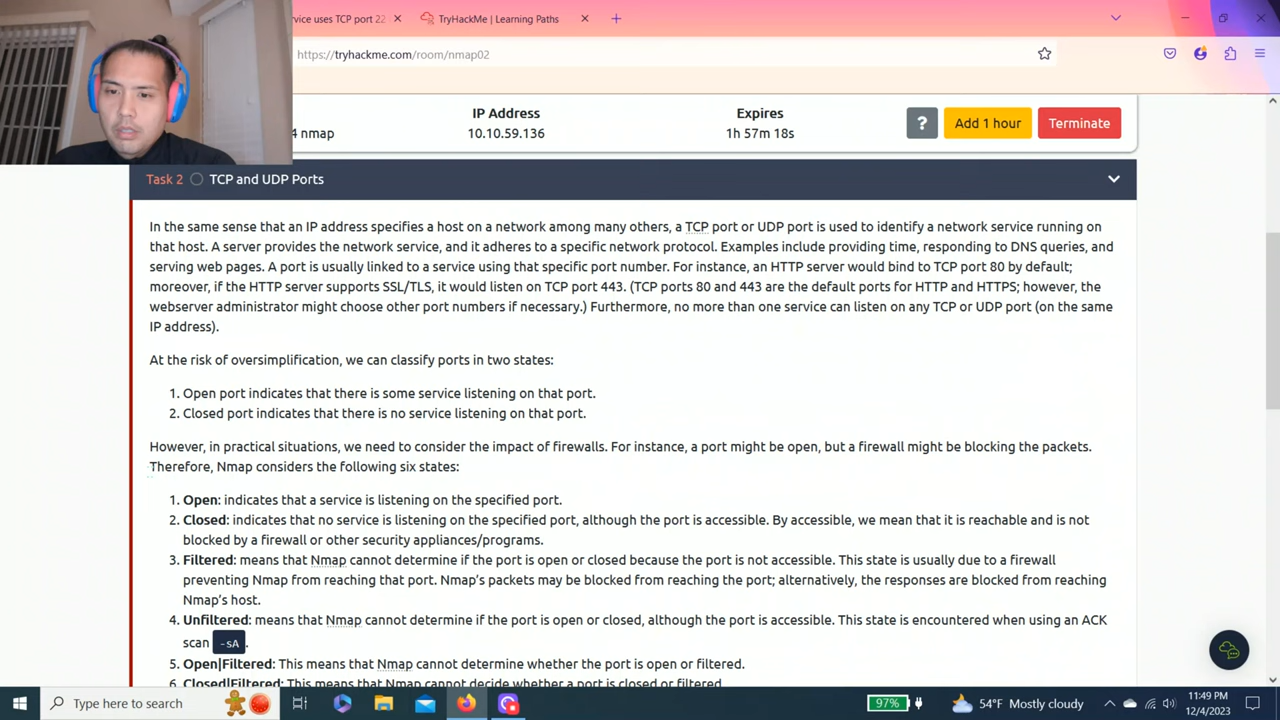 rvice uses TCP port 22
TryHackMe | Learning Paths
https://tryhackme.com/room/nmap02
IP Address
Expires
4 nmap
10.10.59.136
1h 57m 18s
?
Add 1 hour
Terminate
Task 2
TCP and UDP Ports
In the same sense that an IP address specifies a host on a network among many others, a TCP port or UDP port is used to identify a network service running on
that host. A server provides the network service, and it adheres to a specific network protocol. Examples include providing time, responding to DNS queries, and
serving web pages. A port is usually linked to a service using that specific port number. For instance, an HTTP server would bind to TCP port 80 by default;
moreover, if the HTTP server supports SSL/TLS, it would listen on TCP port 443. (TCP ports 80 and 443 are the default ports for HTTP and HTTPS; however, the
webserver administrator might choose other port numbers if necessary.) Furthermore, no more than one service can listen on any TCP or UDP port (on the same
IP address).
At the risk of oversimplification, we can classify ports in two states:
1. Open port indicates that there is some service listening on that port.
2. Closed port indicates that there is no service listening on that port.
However, in practical situations, we need to consider the impact of firewalls. For instance, a port might be open, but a firewall might be blocking the packets.
Therefore, Nmap considers the following six states:
1. Open: indicates that a service is listening on the specified port.
2. Closed: indicates that no service is listening on the specified port, although the port is accessible. By accessible, we mean that it is reachable and is not
blocked by a firewall or other security appliances/programs.
3. Filtered: means that Nmap cannot determine if the port is open or closed because the port is not accessible. This state is usually due to a firewall
preventing Nmap from reaching that port. Nmap's packets may be blocked from reaching the port; alternatively, the responses are blocked from reaching
Nmap's host.
4. Unfiltered: means that Nmap cannot determine if the port is open or closed, although the port is accessible. This state is encountered when using an ACK
scan -sA .
5. Open|Filtered: This means that Nmap cannot determine whether the port is open or filtered.
6. Closed|Filtered: This means that Nmap cannot decide whether a port is closed or filtered.
Type here to search
97%
54°F Mostly cloudy
11:49 PM
12/4/2023